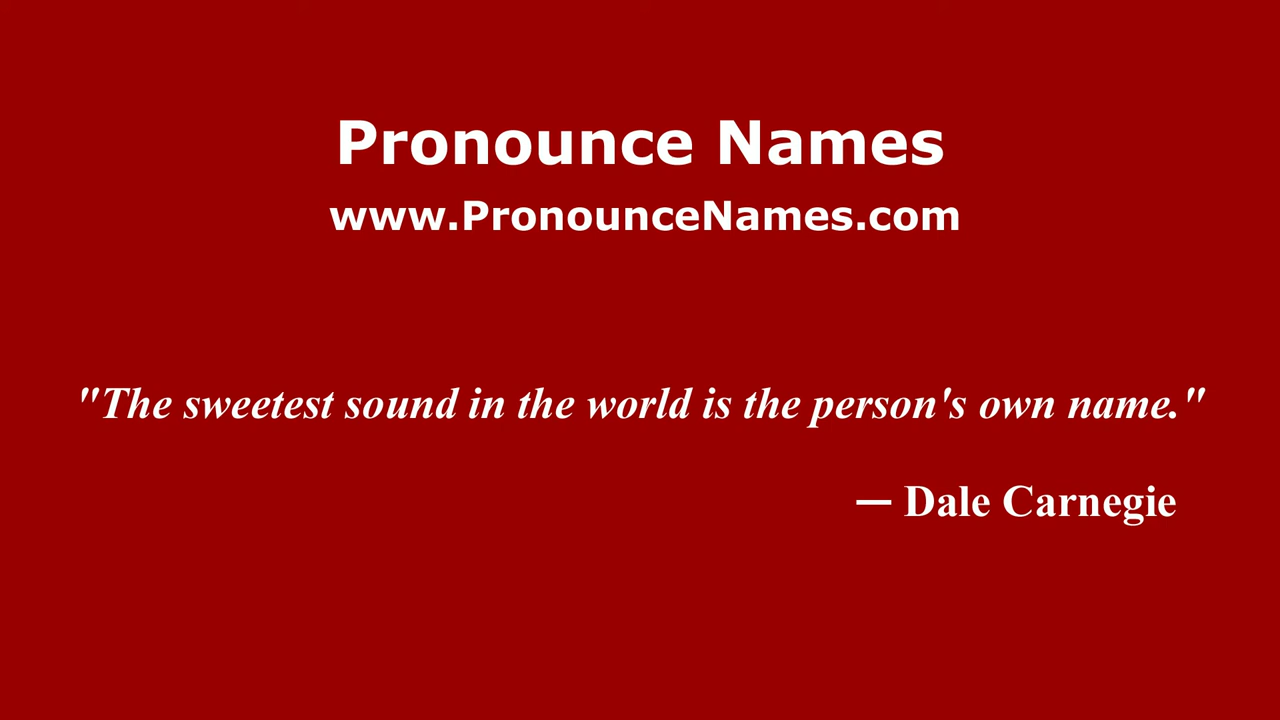 Pronounce Names
www.PronounceNames.com
"The sweetest sound in the world is the person's own name."
— Dale Carnegie